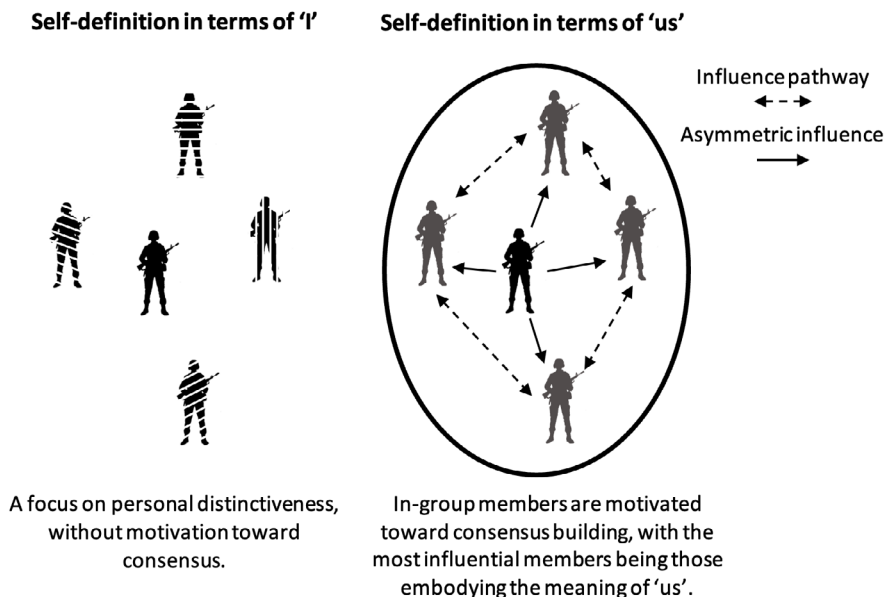 Self-definition in terms of ‘I’
Self-definition in terms of ‘us’
Influence pathway
Asymmetric influence
A focus on personal distinctiveness,
without motivation toward
consensus.
In-group members are motivated
toward consensus building, with the
most influential members being those
embodying the meaning of ‘us’.